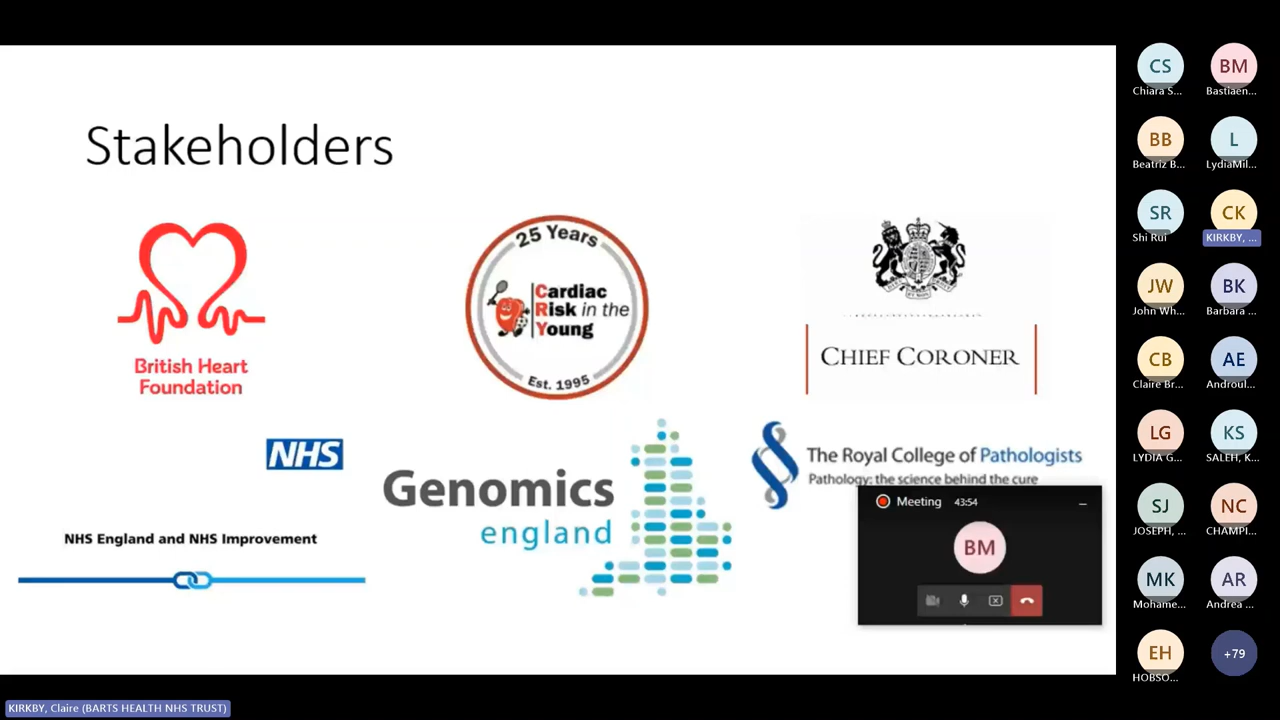 Stakeholders
British Heart
Foundation
25 Years
Cardiac
Risk in the
Young
Est. 1995
CHIEF CORONER
NHS
NHS England and NHS Improvement
Genomics
england
The Royal College of Pathologists
Pathology: the science behind the cure
Meeting 43:54
BM
CS
Chiara S...
BM
Bastiaen...
BB
Beatriz B...
L
LydiaMil...
SR
Shi Rui
CK
KIRKBY, ...
JW
John Wh...
BK
Barbara ...
CB
Claire Br...
AE
Androul...
LG
LYDIA G...
KS
SALEH, K...
SJ
JOSEPH, ...
NC
CHAMPI...
MK
Mohame...
AR
Andrea ...
EH
HOBSO...
+79
KIRKBY, Claire (BARTS HEALTH NHS TRUST)